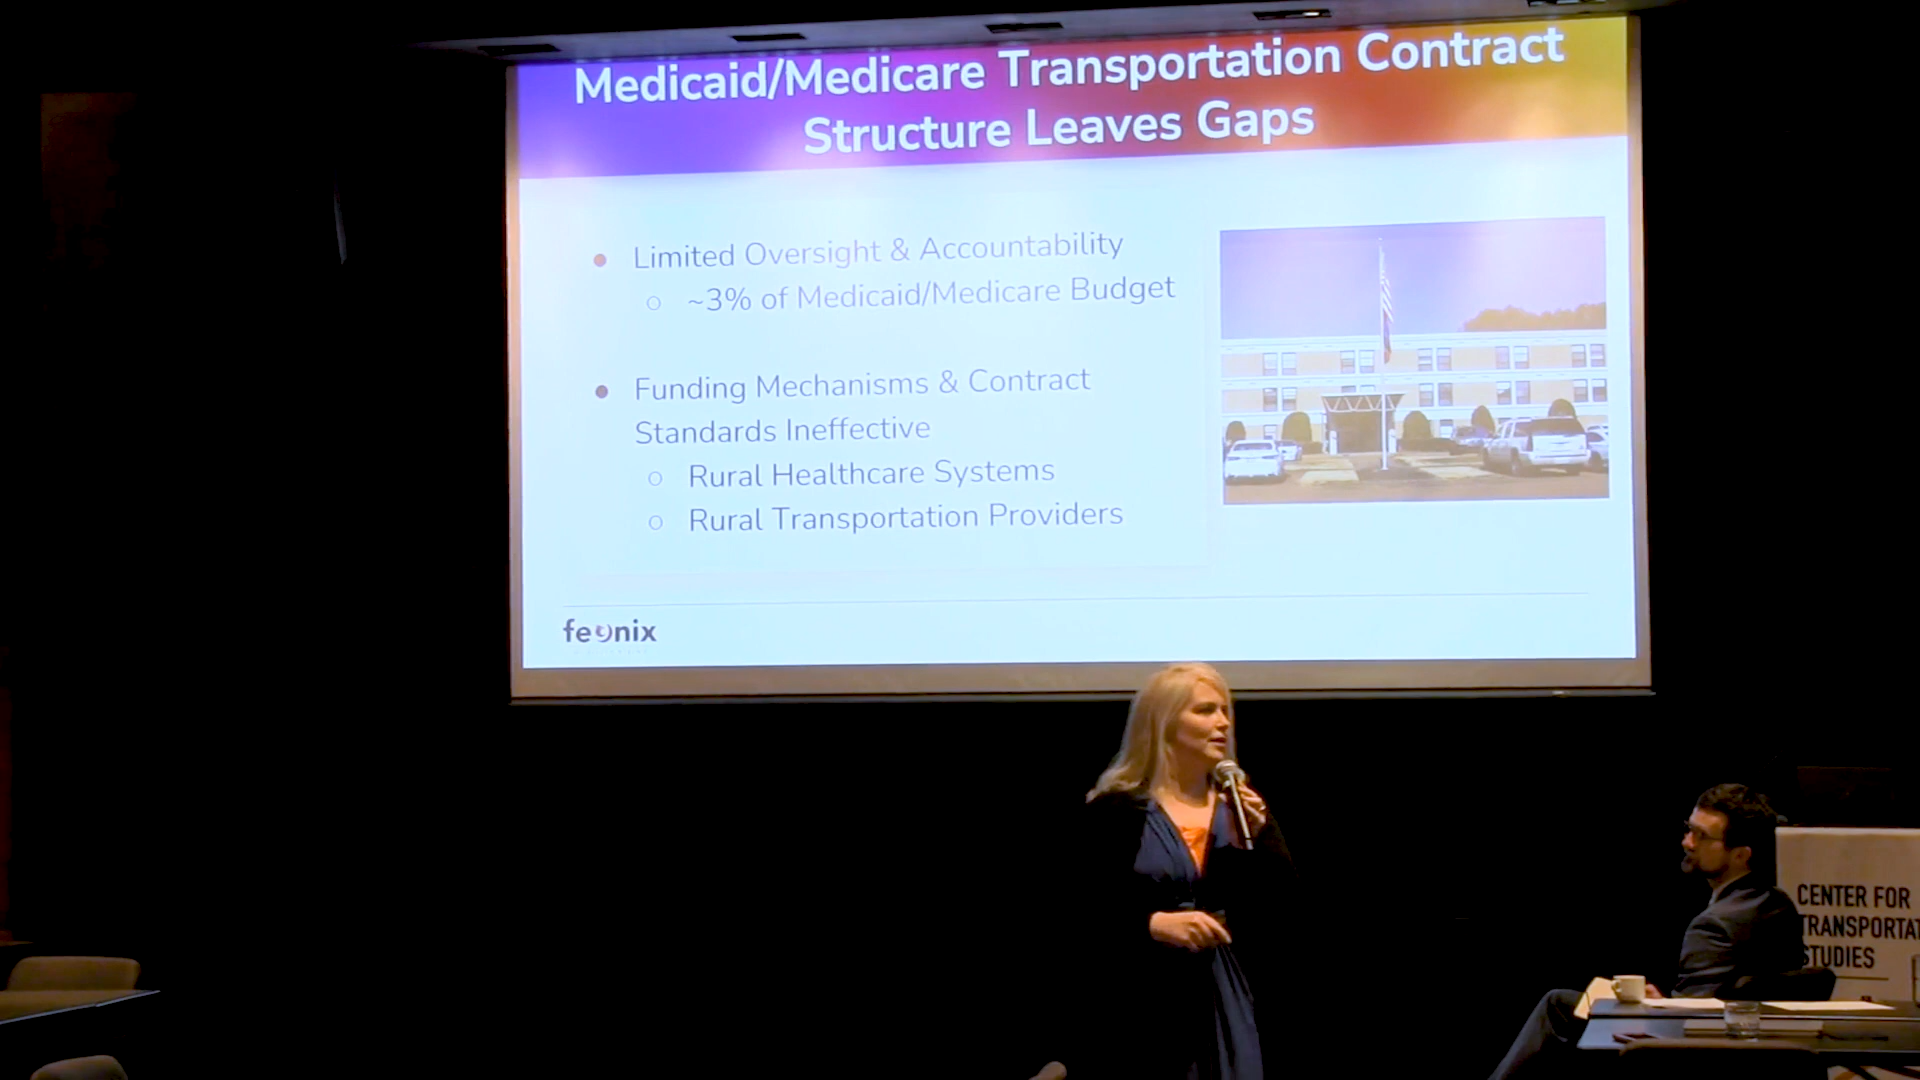 Medicaid/Medicare Transportation Contract
Structure Leaves Gaps
Limited Oversight & Accountability
~3% of Medicaid/Medicare Budget
Funding Mechanisms & Contract
Standards Ineffective
Rural Healthcare Systems
Rural Transportation Providers
feonix
CENTER FOR
TRANSPORTAT
STUDIES